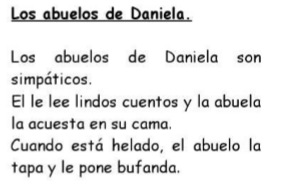 Los abuelos de Daniela.
Los abuelos de Daniela son
simpáticos.
El le lee lindos cuentos y la abuela
la acuesta en su cama.
Cuando está helado, el abuelo la
tapa y le pone bufanda.